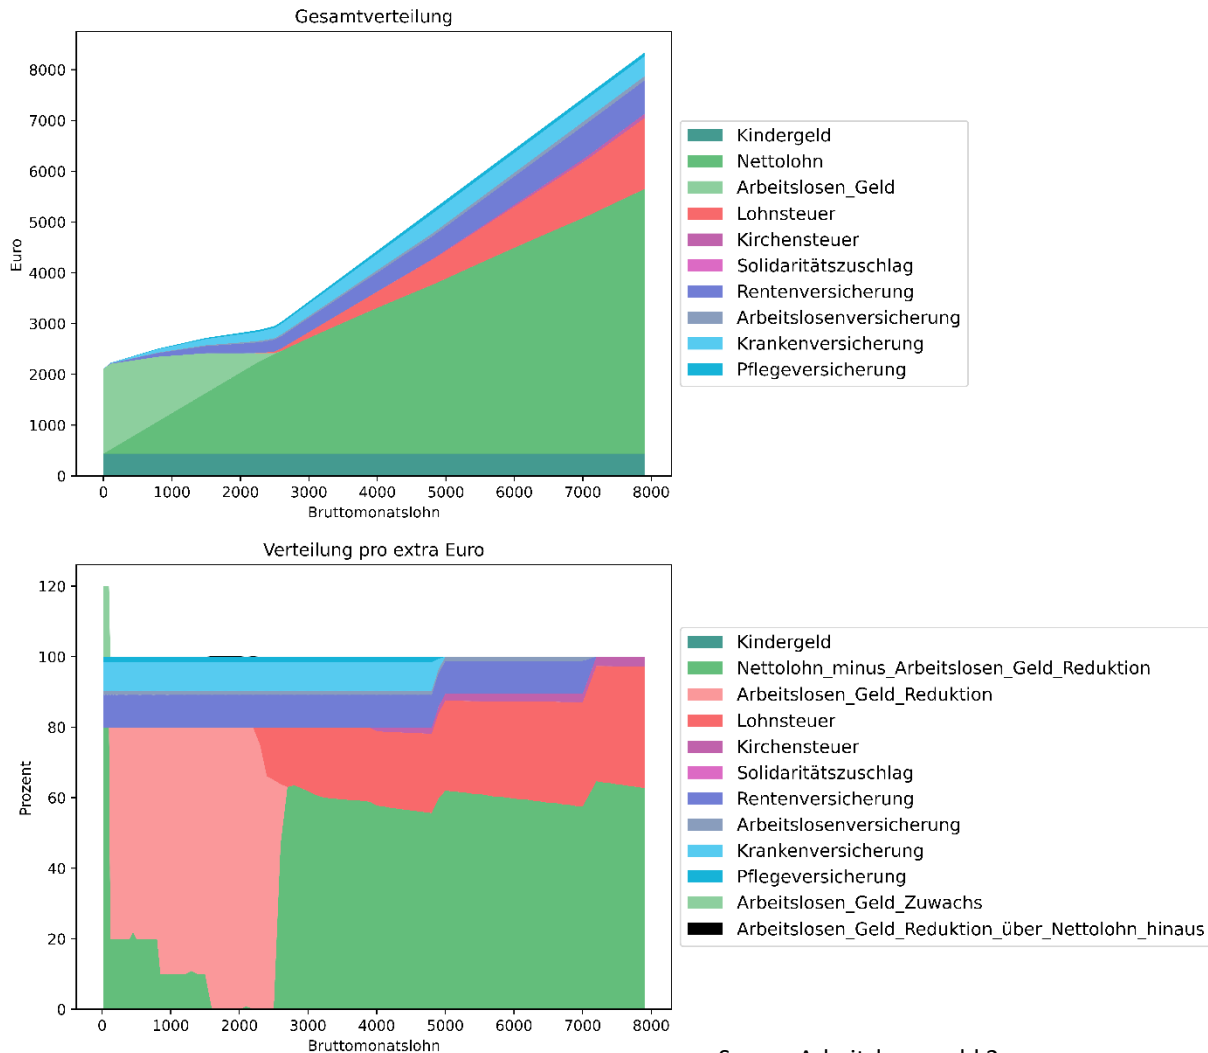 Gesamtverteilung
8000
7000
6000
5000
4000
3000
2000
1000
0
Euro
0 1000 2000 3000 4000 5000 6000 7000 8000
Bruttomonatslohn
Kindergeld
Nettolohn
Arbeitslosen_Geld
Lohnsteuer
Kirchensteuer
Solidaritätszuschlag
Rentenversicherung
Arbeitslosenversicherung
Krankenversicherung
Pflegeversicherung
Verteilung pro extra Euro
120
100
80
60
40
20
0
Prozent
0 1000 2000 3000 4000 5000 6000 7000 8000
Bruttomonatslohn
Kindergeld
Nettolohn_minus_Arbeitslosen_Geld_Reduktion
Arbeitslosen_Geld_Reduktion
Lohnsteuer
Kirchensteuer
Solidaritätszuschlag
Rentenversicherung
Arbeitslosenversicherung
Krankenversicherung
Pflegeversicherung
Arbeitslosen_Geld_Zuwachs
Arbeitslosen_Geld_Reduktion_über_Nettolohn_hinaus